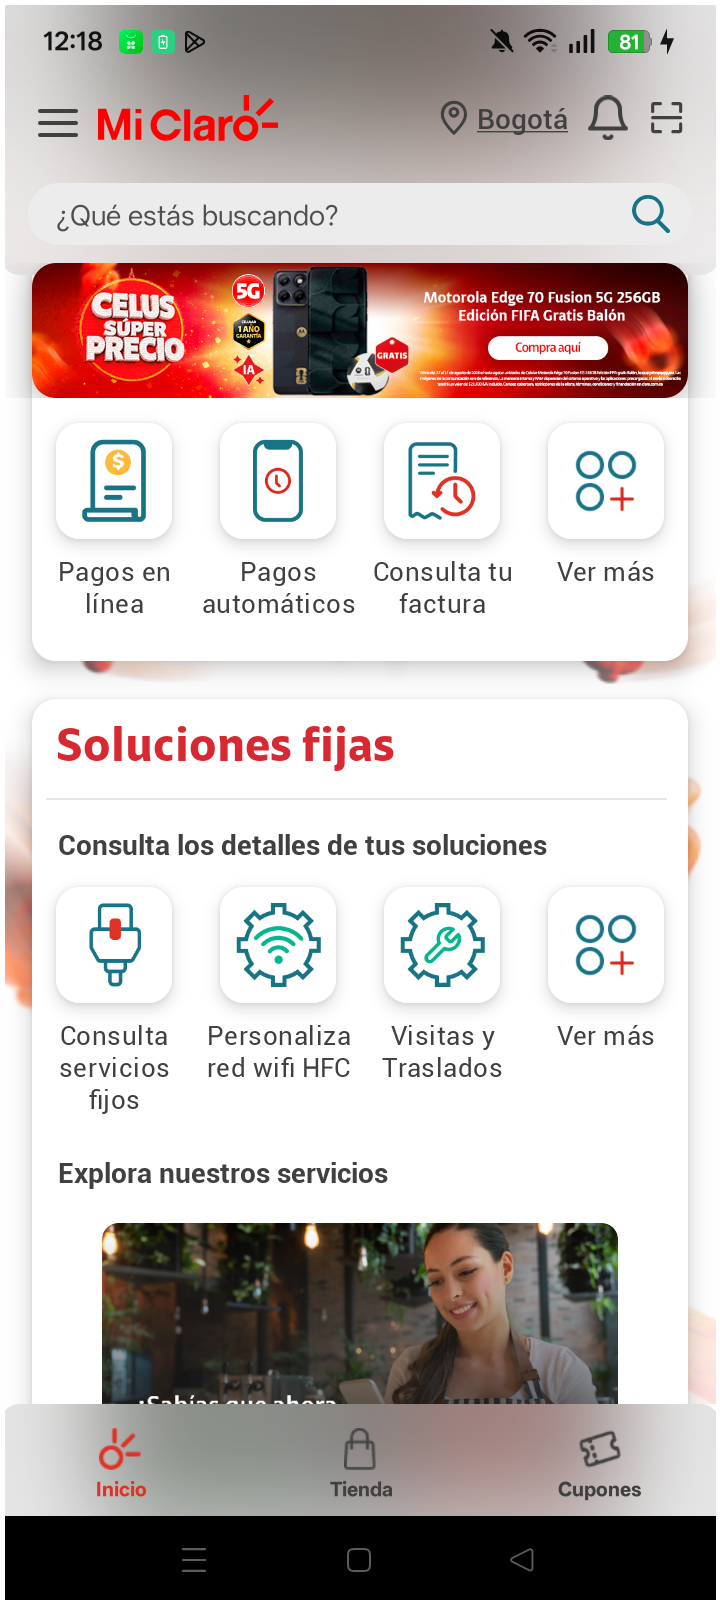 12:18
81
Mi Claro
Bogotá
¿Qué estás buscando?
CELUS
SÚPER
PRECIO
5G
1 AÑO
GARANTÍA
IA
GRATIS
Motorola Edge 70 Fusion 5G 256GB
Edición FIFA Gratis Balón
Compra aquí
Pagos en
línea
Pagos
automáticos
Consulta tu
factura
Ver más
Soluciones fijas
Consulta los detalles de tus soluciones
Consulta
servicios
fijos
Personaliza
red wifi HFC
Visitas y
Traslados
Ver más
Explora nuestros servicios
¿Sabías que ahora
Inicio
Tienda
Cupones